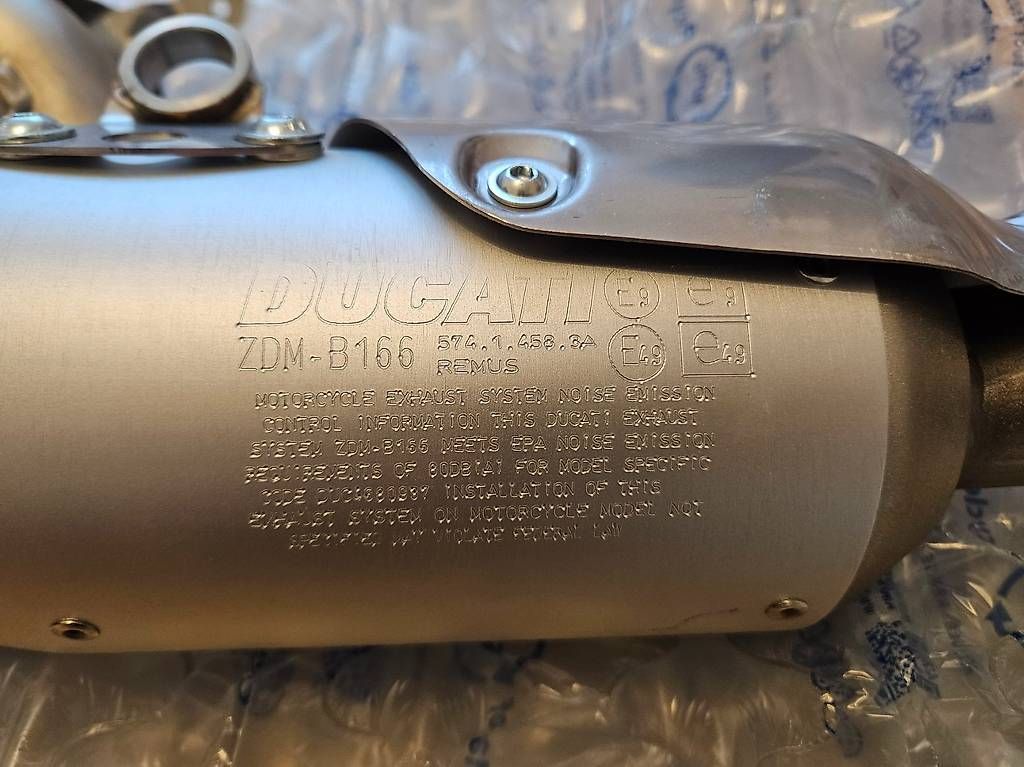 DUCATI E9 e9
ZDM-B166 574.1.458.8A E49 e49
REMUS
MOTORCYCLE EXHAUST SYSTEM NOISE EMISSION
CONTROL INFORMATION THIS DUCATI EXHAUST
SYSTEM ZDM-B166 MEETS EPA NOISE EMISSION
REQUIREMENTS OF 80DB(A) FOR MODEL SPECIFIC
CODE INSTALLATION OF THIS
EXHAUST SYSTEM ON MOTORCYCLE MODEL NOT
SPECIFIED MAY VIOLATE FEDERAL LAW